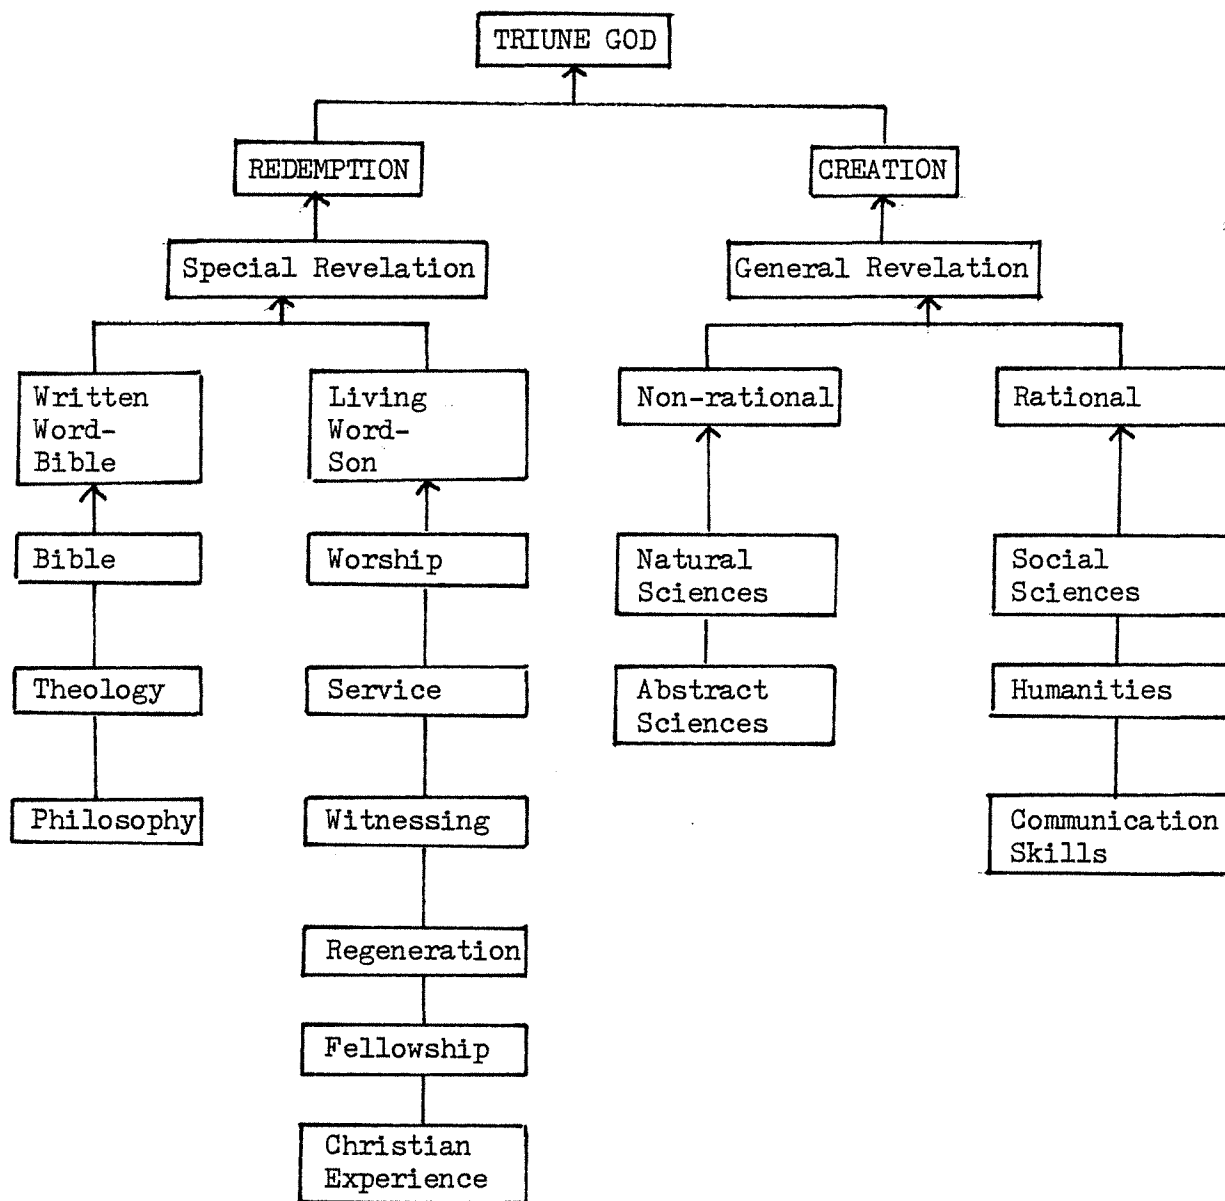 TRIUNE GOD
REDEMPTION
CREATION
Special Revelation
General Revelation
Written
Word-
Bible
Living
Word-
Son
Non-rational
Rational
Bible
Worship
Natural
Sciences
Social
Sciences
Theology
Service
Abstract
Sciences
Humanities
Philosophy
Witnessing
Communication
Skills
Regeneration
Fellowship
Christian
Experience